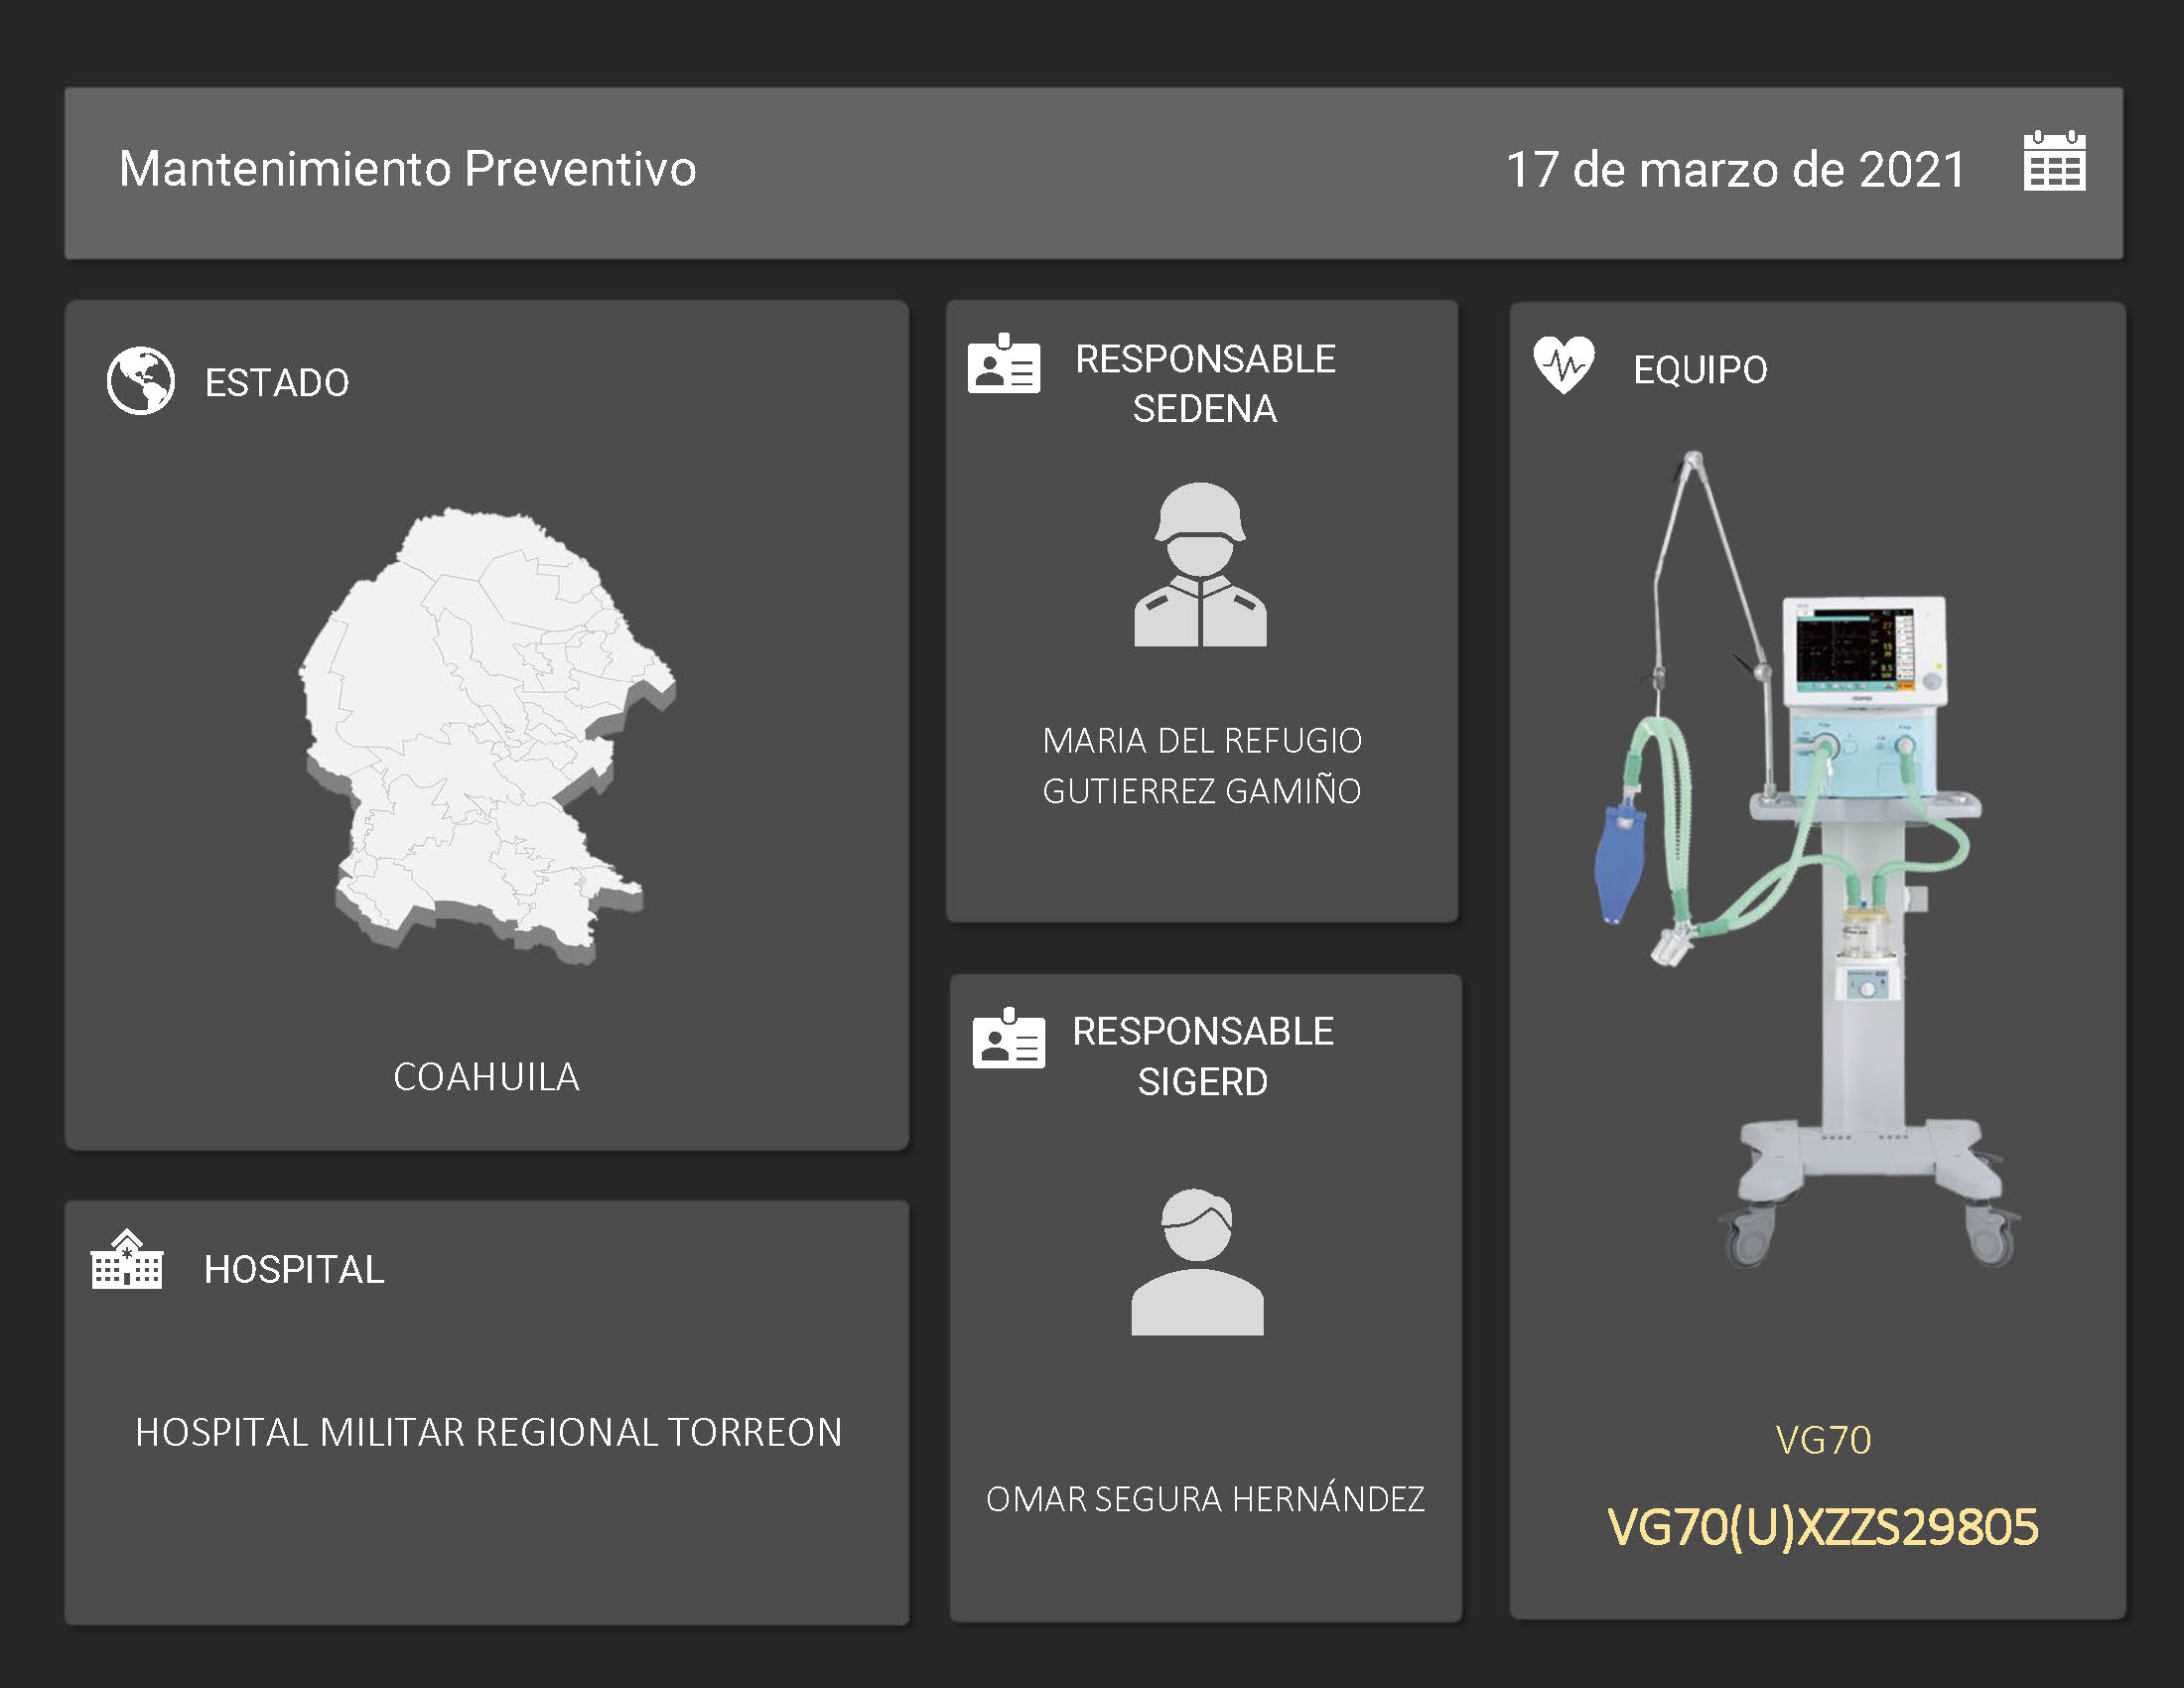 Mantenimiento Preventivo
17 de marzo de 2021
ESTADO
COAHUILA
HOSPITAL
HOSPITAL MILITAR REGIONAL TORREON
RESPONSABLE
SEDENA
MARIA DEL REFUGIO
GUTIERREZ GAMIÑO
RESPONSABLE
SIGERD
OMAR SEGURA HERNÁNDEZ
EQUIPO
VG70
VG70(U)XZZS29805